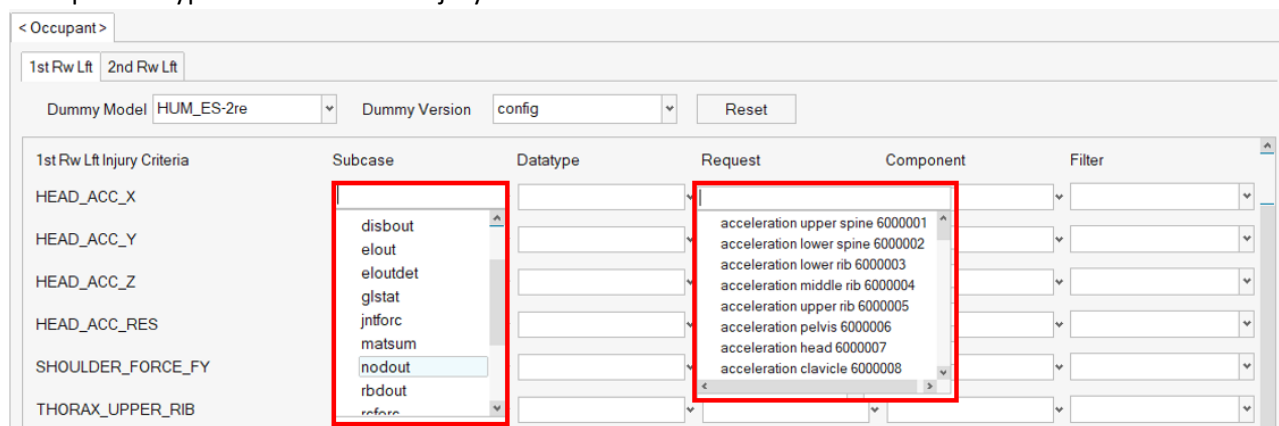 < Occupant >
1st Rw Lft 2nd Rw Lft
Dummy Model HUM_ES-2re Dummy Version config Reset
1st Rw Lft Injury Criteria Subcase Datatype Request Component Filter
HEAD_ACC_X
HEAD_ACC_Y
HEAD_ACC_Z
HEAD_ACC_RES
SHOULDER_FORCE_FY
THORAX_UPPER_RIB
disbout
elout
eloutdet
glstat
jntforc
matsum
nodout
rbdout
rcforc
acceleration upper spine 6000001
acceleration lower spine 6000002
acceleration lower rib 6000003
acceleration middle rib 6000004
acceleration upper rib 6000005
acceleration pelvis 6000006
acceleration head 6000007
acceleration clavicle 6000008